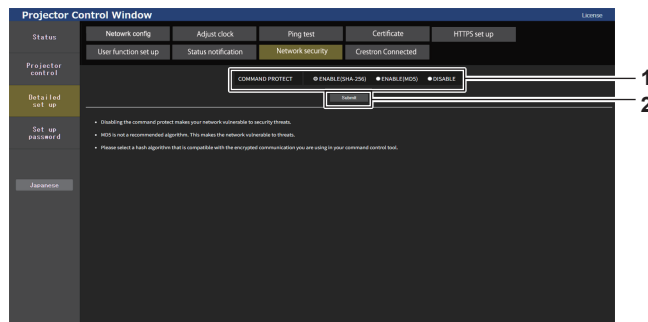 Projector Control Window
License
Status
Netowrk config
Adjust clock
Ping test
Certificate
HTTPS set up
User function set up
Status notification
Network security
Crestron Connected
Projector control
COMMAND PROTECT
ENABLE(SHA-256)
ENABLE(MD5)
DISABLE
1
Submit
2
Detailed set up
• Disabling the command protect makes your network vulnerable to security threats.
• MD5 is not a recommended algorithm. This makes the network vulnerable to threats.
• Please select a hash algorithm that is compatible with the encrypted communication you are using in your command control tool.
Set up password
Japanese